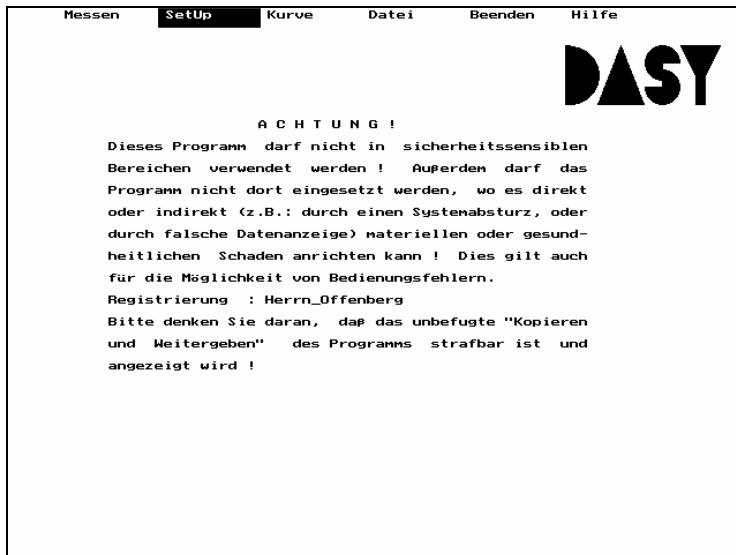 Messen SetUp Kurve Datei Beenden Hilfe
DASY
A C H T U N G !
Dieses Programm darf nicht in sicherheitssensiblen
Bereichen verwendet werden ! Außerdem darf das
Programm nicht dort eingesetzt werden, wo es direkt
oder indirekt (z.B.: durch einen Systemabsturz, oder
durch falsche Datenanzeige) materiellen oder gesund-
heitlichen Schaden anrichten kann ! Dies gilt auch
für die Möglichkeit von Bedienungsfehlern.
Registrierung : Herrn_Offenberg
Bitte denken Sie daran, daß das unbefugte "Kopieren
und Weitergeben" des Programms strafbar ist und
angezeigt wird !